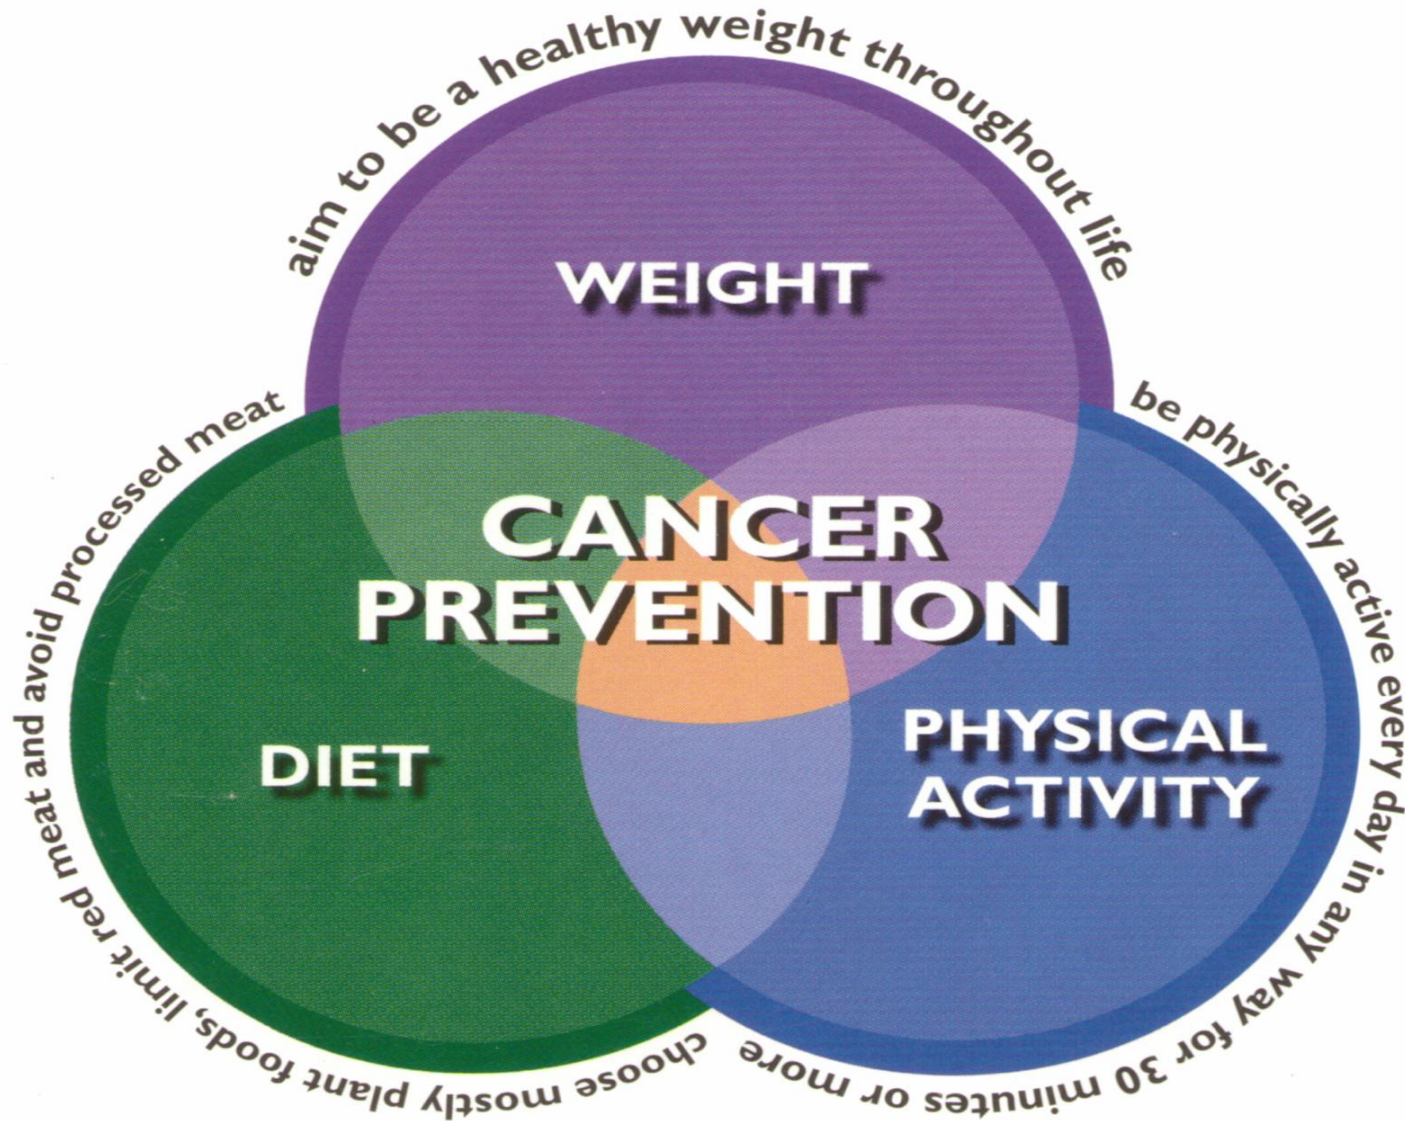 aim to be a healthy weight throughout life
WEIGHT
be physically active every day in any way for 30 minutes or more
choose mostly plant foods, limit red meat and avoid processed meat
CANCER
PREVENTION
DIET
PHYSICAL
ACTIVITY